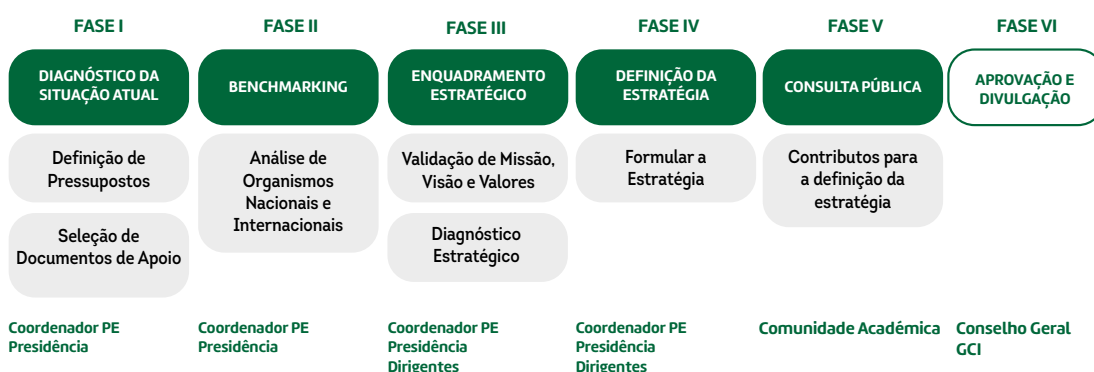 FASE I
DIAGNÓSTICO DA
SITUAÇÃO ATUAL
Definição de
Pressupostos
Seleção de
Documentos de Apoio
Coordenador PE
Presidência
FASE II
BENCHMARKING
Análise de
Organismos
Nacionais e
Internacionais
Coordenador PE
Presidência
FASE III
ENQUADRAMENTO
ESTRATÉGICO
Validação de Missão,
Visão e Valores
Diagnóstico
Estratégico
Coordenador PE
Presidência
Dirigentes
FASE IV
DEFINIÇÃO DA
ESTRATÉGIA
Formular a
Estratégia
Coordenador PE
Presidência
Dirigentes
FASE V
CONSULTA PÚBLICA
Contributos para
a definição da
estratégia
Comunidade Académica
FASE VI
APROVAÇÃO E
DIVULGAÇÃO
Conselho Geral
GCI